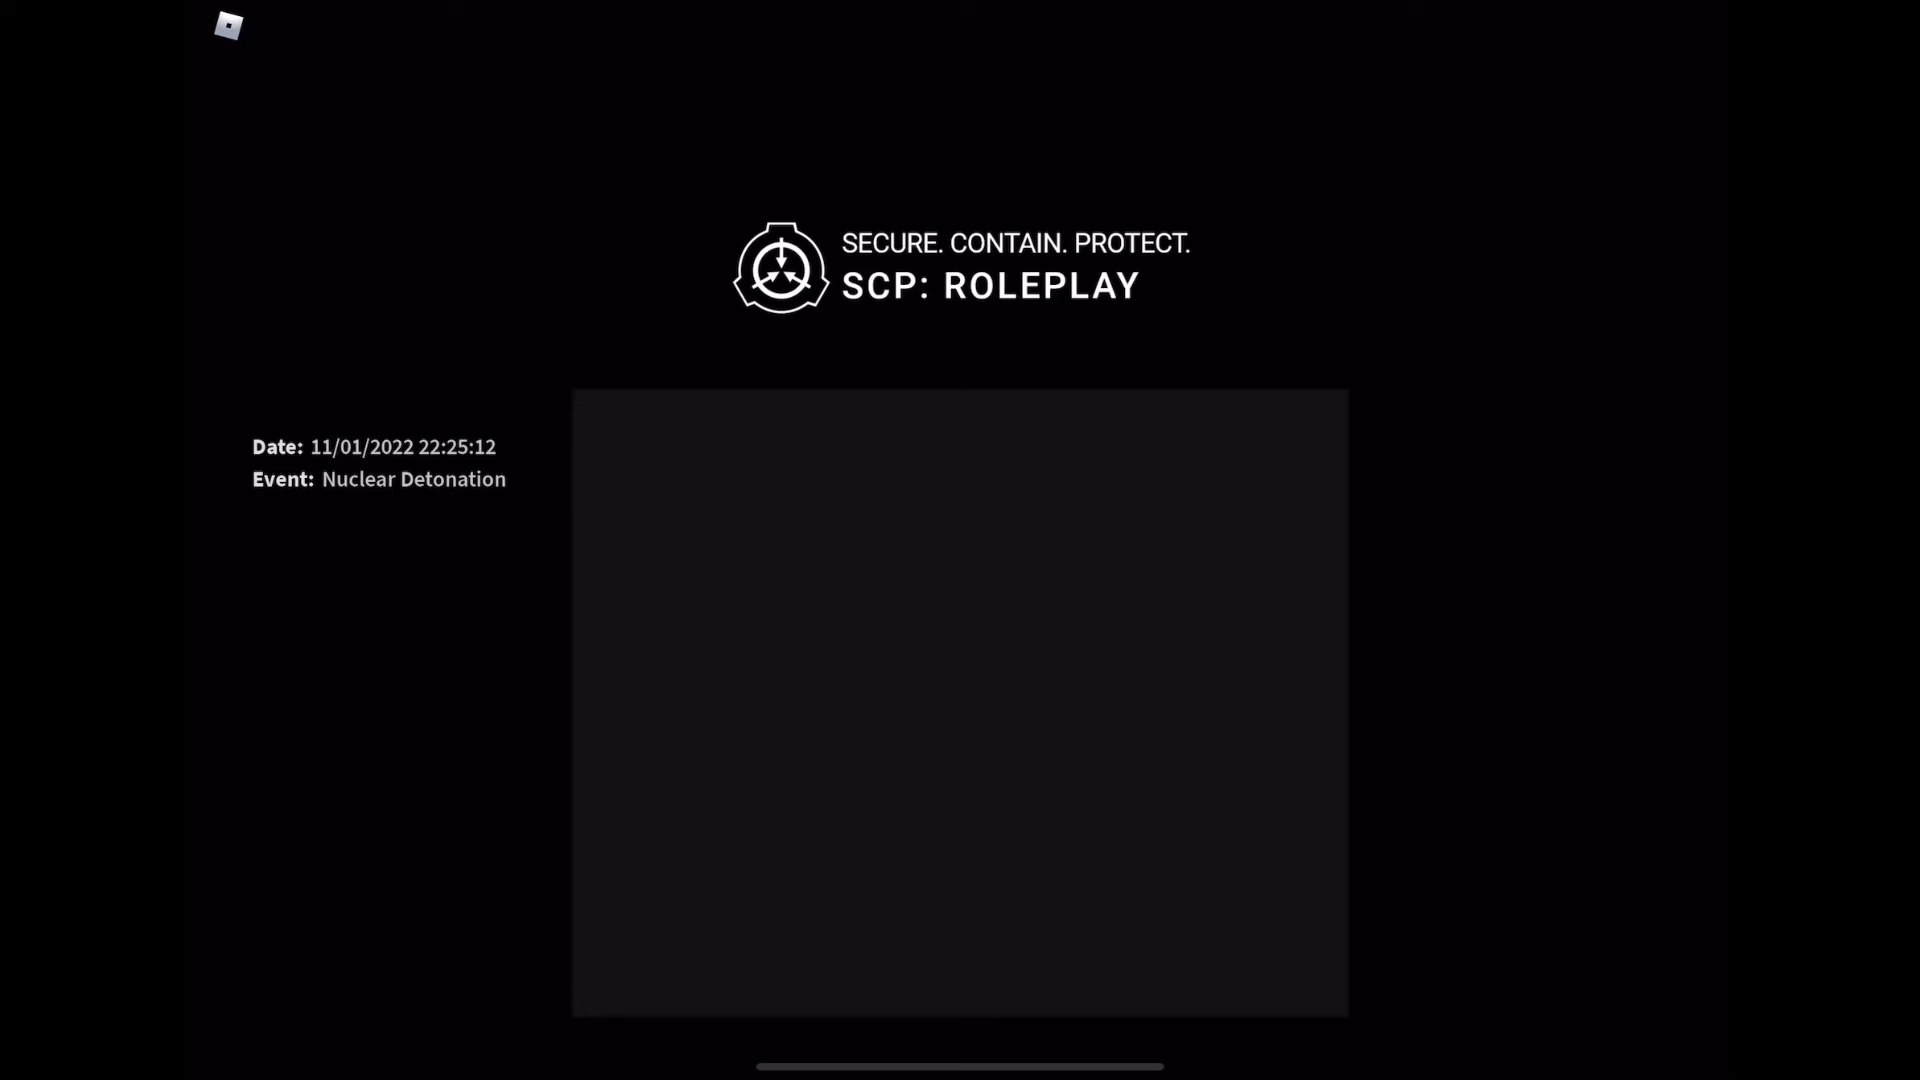 SECURE. CONTAIN. PROTECT.
SCP: ROLEPLAY
Date: 11/01/2022 22:25:12
Event: Nuclear Detonation